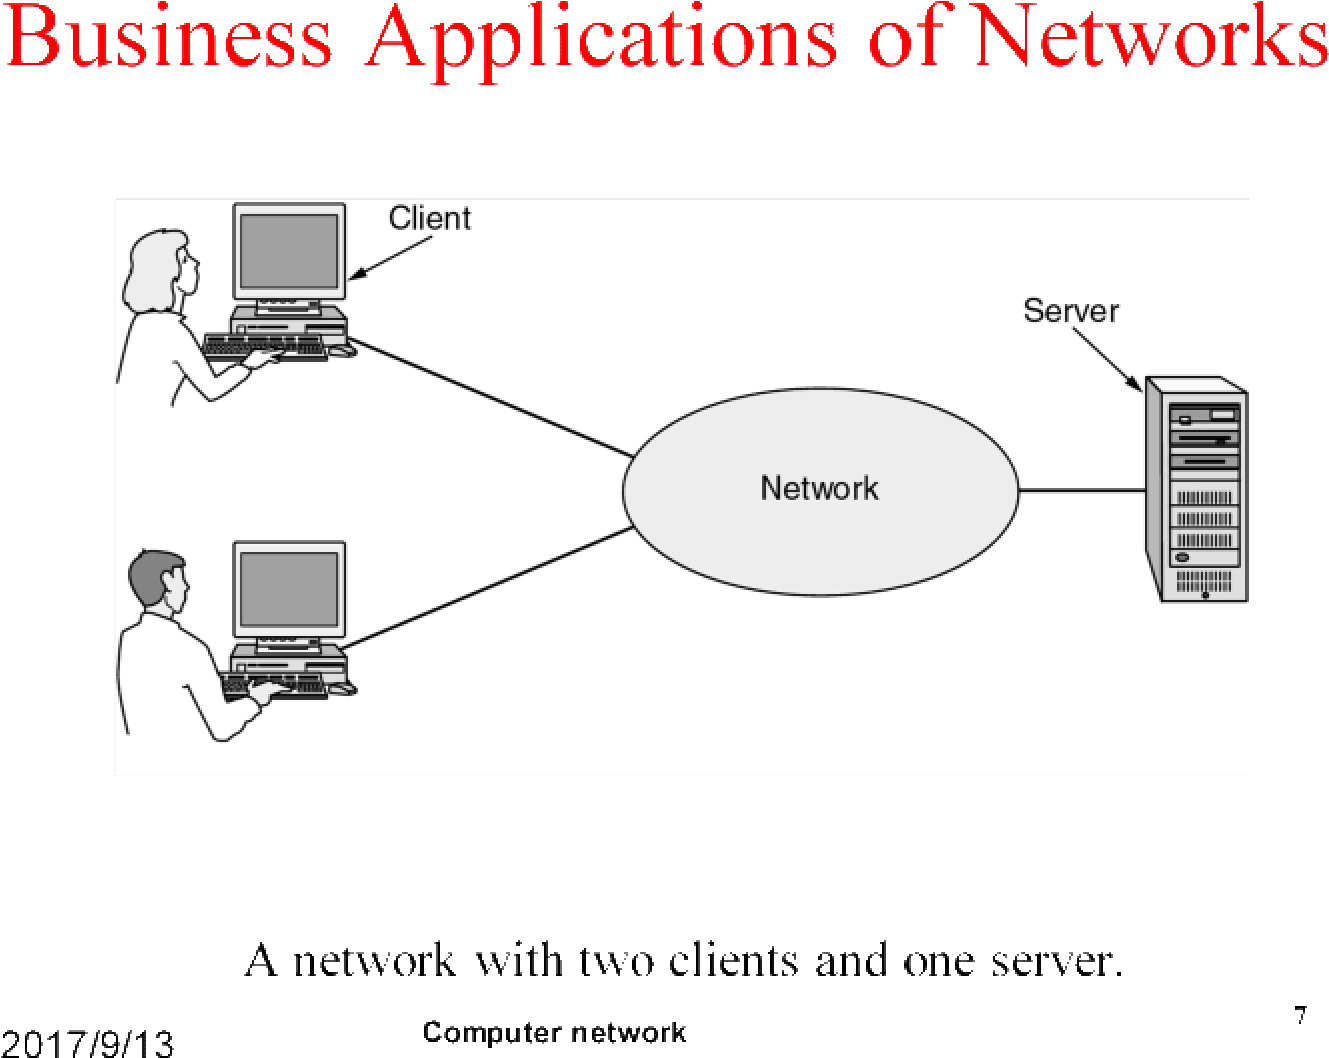 Business Applications of Networks
Client
Server
Network
A network with two clients and one server.
2017/9/13
Computer network
7